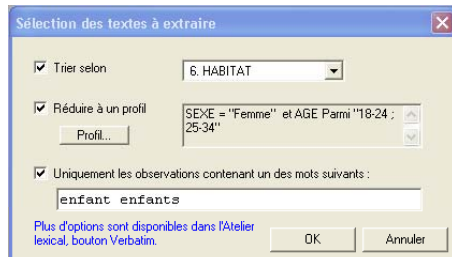 Sélection des textes à extraire
Trier selon
6. HABITAT
Réduire à un profil
SEXE = "Femme" et AGE Parmi "18-24 ;
25-34"
Profil...
Uniquement les observations contenant un des mots suivants :
enfant enfants
Plus d'options sont disponibles dans l'Atelier
lexical, bouton Verbatim.
OK
Annuler